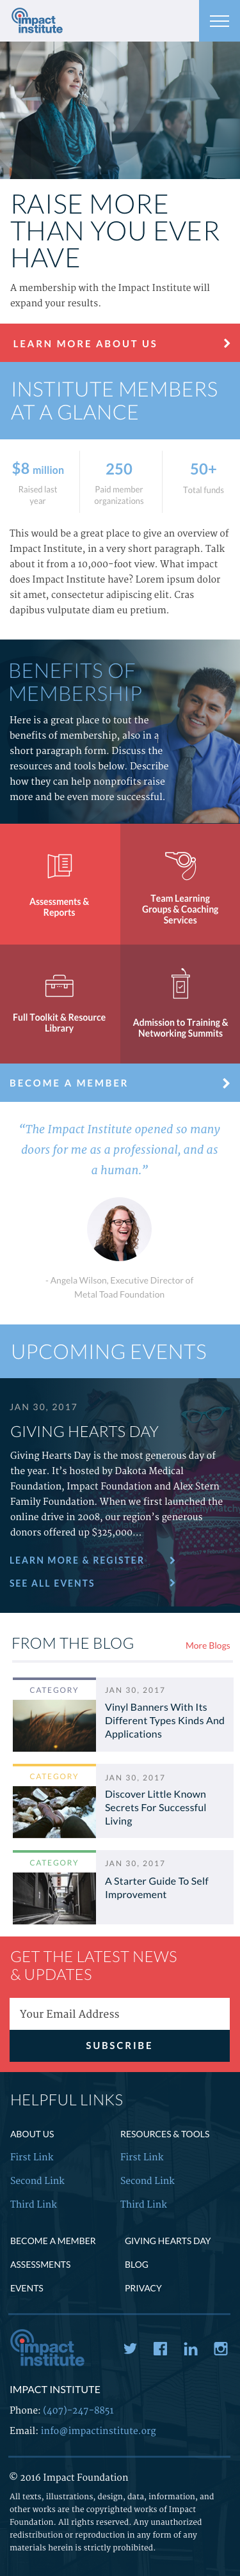 impact
institute
RAISE MORE
THAN YOU EVER
HAVE
A membership with the Impact Institute will
expand your results.
LEARN MORE ABOUT US
INSTITUTE MEMBERS
AT A GLANCE
$8 million
Raised last
year
250
Paid member
organizations
50+
Total funds
This would be a great place to give an overview of
Impact Institute, in a very short paragraph. Talk
about it from a 10,000-foot view. What impact
does Impact Institute have? Lorem ipsum dolor
sit amet, consectetur adipiscing elit. Cras
dapibus vulputate diam eu pretium.
BENEFITS OF
MEMBERSHIP
Here is a great place to tout the
benefits of membership, also in a
short paragraph form. Discuss the
resources and tools below. Describe
how they can help nonprofits raise
more and be even more successful.
Assessments &
Reports
Team Learning
Groups & Coaching
Services
Full Toolkit & Resource
Library
Admission to Training &
Networking Summits
BECOME A MEMBER
“The Impact Institute opened so many
doors for me as a professional, and as
a human.”
- Angela Wilson, Executive Director of
Metal Toad Foundation
UPCOMING EVENTS
JAN 30, 2017
GIVING HEARTS DAY
Giving Hearts Day is the most generous day of
the year. It’s hosted by Dakota Medical
Foundation, Impact Foundation and Alex Stern
Family Foundation. When we first launched the
online drive in 2008, our region’s generous
donors offered up $325,000...
LEARN MORE & REGISTER
SEE ALL EVENTS
FROM THE BLOG
More Blogs
CATEGORY
JAN 30, 2017
Vinyl Banners With Its
Different Types Kinds And
Applications
CATEGORY
JAN 30, 2017
Discover Little Known
Secrets For Successful
Living
CATEGORY
JAN 30, 2017
A Starter Guide To Self
Improvement
GET THE LATEST NEWS
& UPDATES
Your Email Address
SUBSCRIBE
HELPFUL LINKS
ABOUT US
First Link
Second Link
Third Link
RESOURCES & TOOLS
First Link
Second Link
Third Link
BECOME A MEMBER
GIVING HEARTS DAY
ASSESSMENTS
BLOG
EVENTS
PRIVACY
impact
institute
IMPACT INSTITUTE
Phone: (407)-247-8851
Email: info@impactinstitute.org
© 2016 Impact Foundation
All texts, illustrations, design, data, information, and
other works are the copyrighted works of Impact
Foundation. All rights reserved. Any unauthorized
redistribution or reproduction in any form of any
materials herein is strictly prohibited.